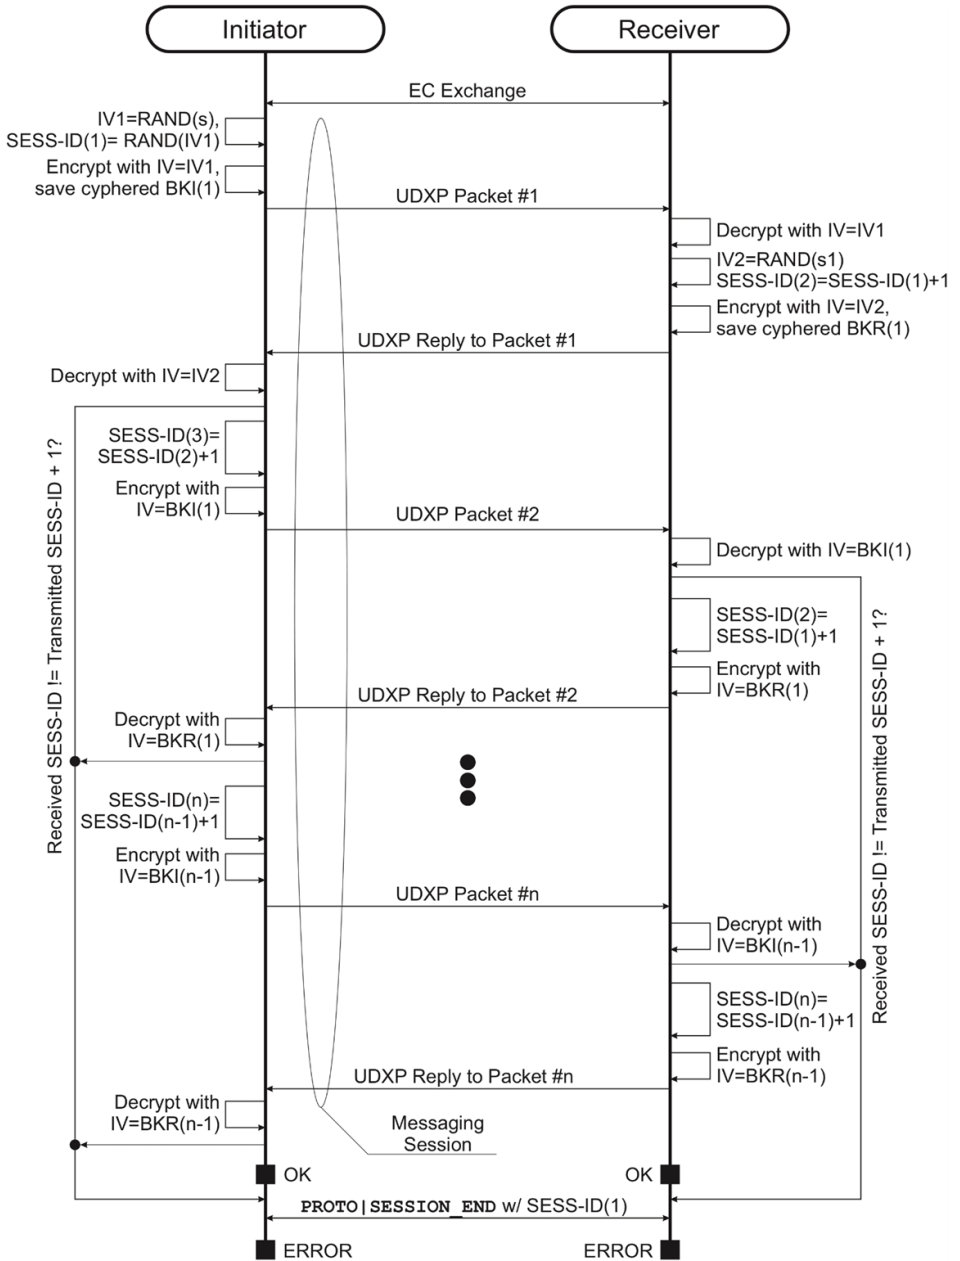 Initiator
Receiver
EC Exchange
IV1=RAND(s),
SESS-ID(1)= RAND(IV1)
Encrypt with IV=IV1,
save cyphered BKI(1)
UDXP Packet #1
Decrypt with IV=IV1
IV2=RAND(s1)
SESS-ID(2)=SESS-ID(1)+1
Encrypt with IV=IV2,
save cyphered BKR(1)
UDXP Reply to Packet #1
Decrypt with IV=IV2
Received SESS-ID != Transmitted SESS-ID + 1?
SESS-ID(3)=
SESS-ID(2)+1
Encrypt with
IV=BKI(1)
UDXP Packet #2
Decrypt with IV=BKI(1)
Received SESS-ID != Transmitted SESS-ID + 1?
SESS-ID(2)=
SESS-ID(1)+1
Encrypt with
IV=BKR(1)
UDXP Reply to Packet #2
Decrypt with
IV=BKR(1)
SESS-ID(n)=
SESS-ID(n-1)+1
Encrypt with
IV=BKI(n-1)
UDXP Packet #n
Decrypt with
IV=BKI(n-1)
SESS-ID(n)=
SESS-ID(n-1)+1
Encrypt with
IV=BKR(n-1)
UDXP Reply to Packet #n
Decrypt with
IV=BKR(n-1)
Messaging
Session
OK
OK
PROTO|SESSION_END w/ SESS-ID(1)
ERROR
ERROR